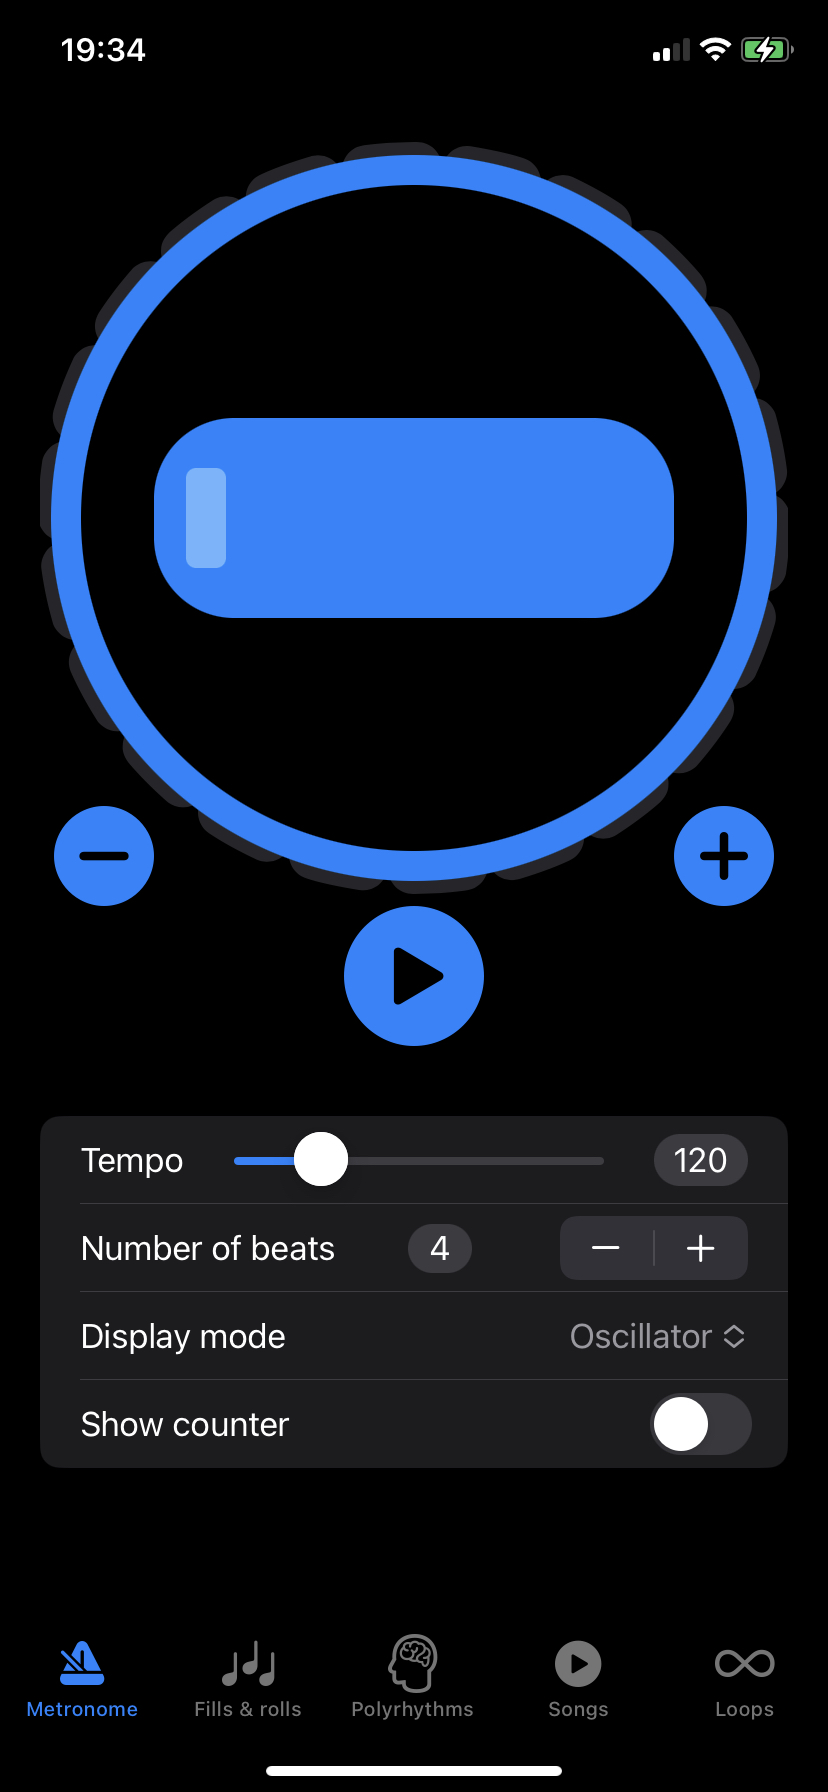 19:34
Tempo 120
Number of beats 4
Display mode Oscillator
Show counter
Metronome Fills & rolls Polyrhythms Songs Loops